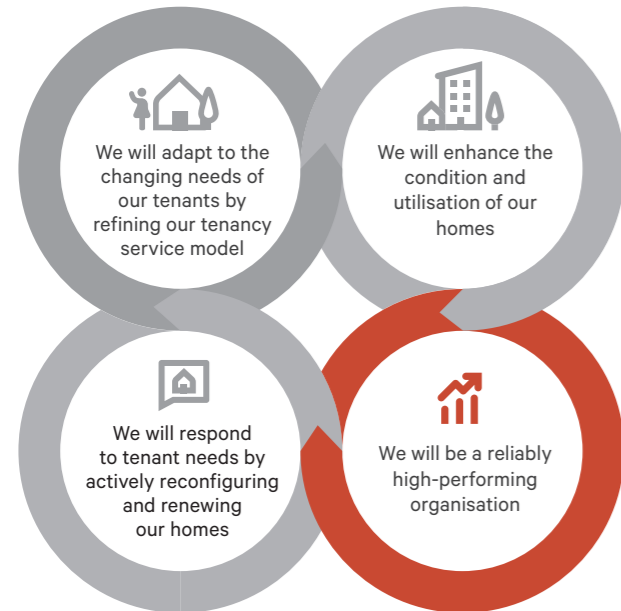 We will adapt to the
changing needs of
our tenants by
refining our tenancy
service model
We will enhance the
condition and
utilisation of our
homes
We will respond
to tenant needs by
actively reconfiguring
and renewing
our homes
We will be a reliably
high-performing
organisation